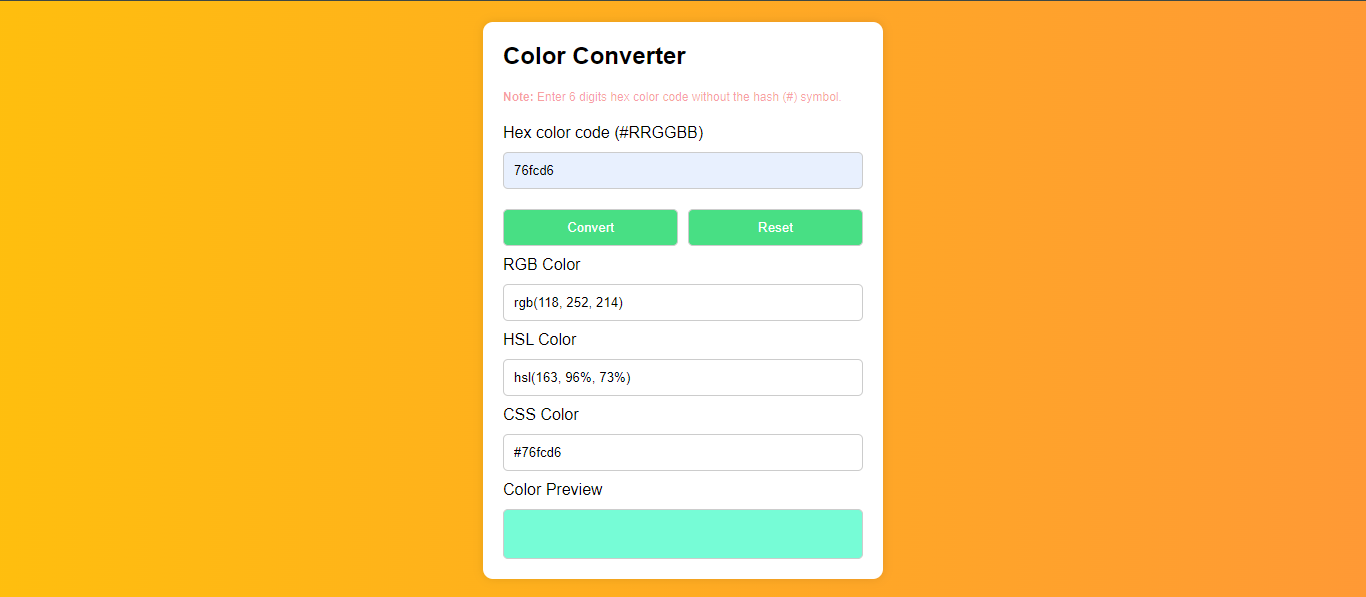 Color Converter
Note: Enter 6 digits hex color code without the hash (#) symbol.
Hex color code (#RRGGBB)
76fcd6
Convert Reset
RGB Color
rgb(118, 252, 214)
HSL Color
hsl(163, 96%, 73%)
CSS Color
#76fcd6
Color Preview